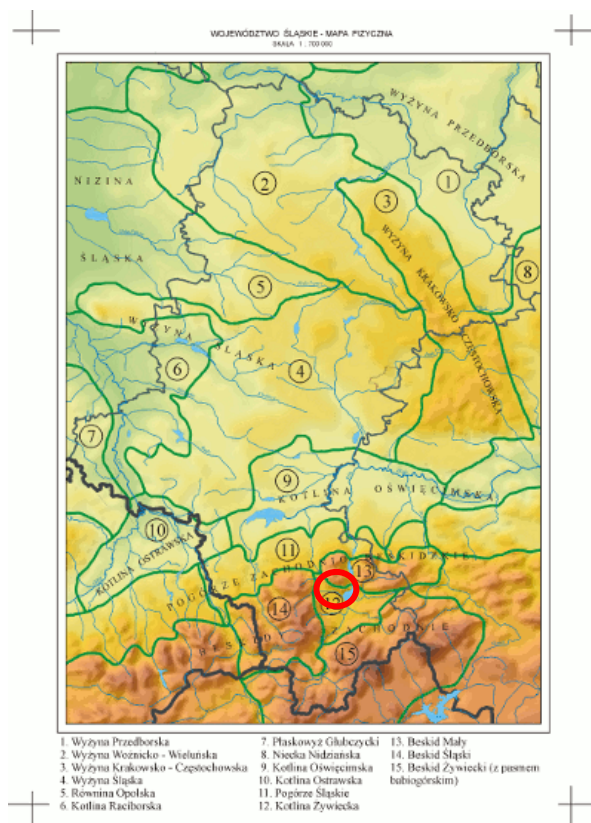 WOJEWÓDZTWO ŚLĄSKIE - MAPA FIZYCZNA
SKALA 1 : 700 000
WYŻYNA PRZEDBORSKA
1
2
3
NIZINA
WYŻYNA KRAKOWSKO CZĘSTOCHOWSKA
ŚLĄSKA
8
5
WYŻYNA ŚLĄSKA
6
4
7
9
KOTLINA OŚWIĘCIMSKA
10
KOTLINA OSTRAWSKA
11
POGÓRZE ZACHODNIO BESKIDZKIE
13
12
14
BESKIDY ZACHODNIE
15
1. Wyżyna Przedborska
2. Wyżyna Woźnicko - Wieluńska
3. Wyżyna Krakowsko - Częstochowska
4. Wyżyna Śląska
5. Równina Opolska
6. Kotlina Raciborska
7. Płaskowyż Głubczycki
8. Niecka Nidziańska
9. Kotlina Oświęcimska
10. Kotlina Ostrawska
11. Pogórze Śląskie
12. Kotlina Żywiecka
13. Beskid Mały
14. Beskid Śląski
15. Beskid Żywiecki (z pasmem
babiogórskim)